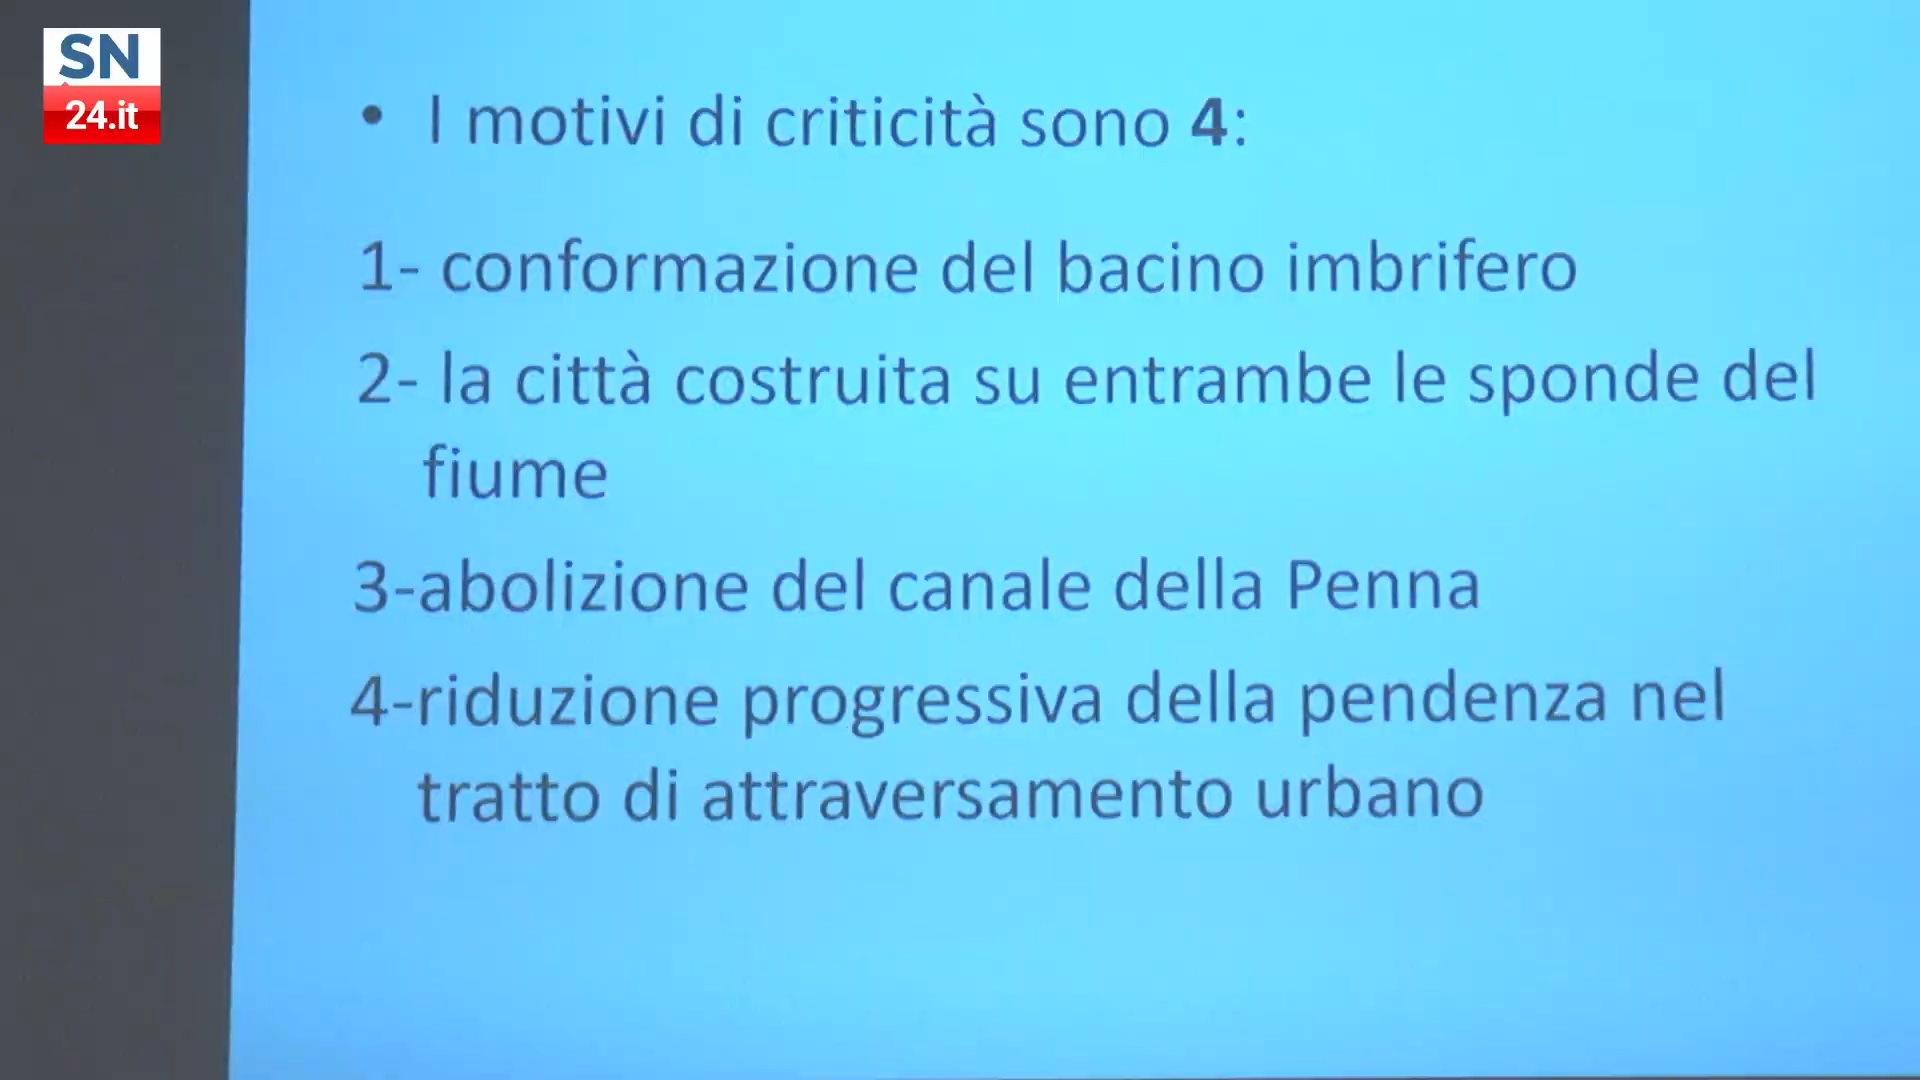 SN
24.it
• I motivi di criticità sono 4:
1- conformazione del bacino imbrifero
2- la città costruita su entrambe le sponde del
fiume
3-abolizione del canale della Penna
4-riduzione progressiva della pendenza nel
tratto di attraversamento urbano